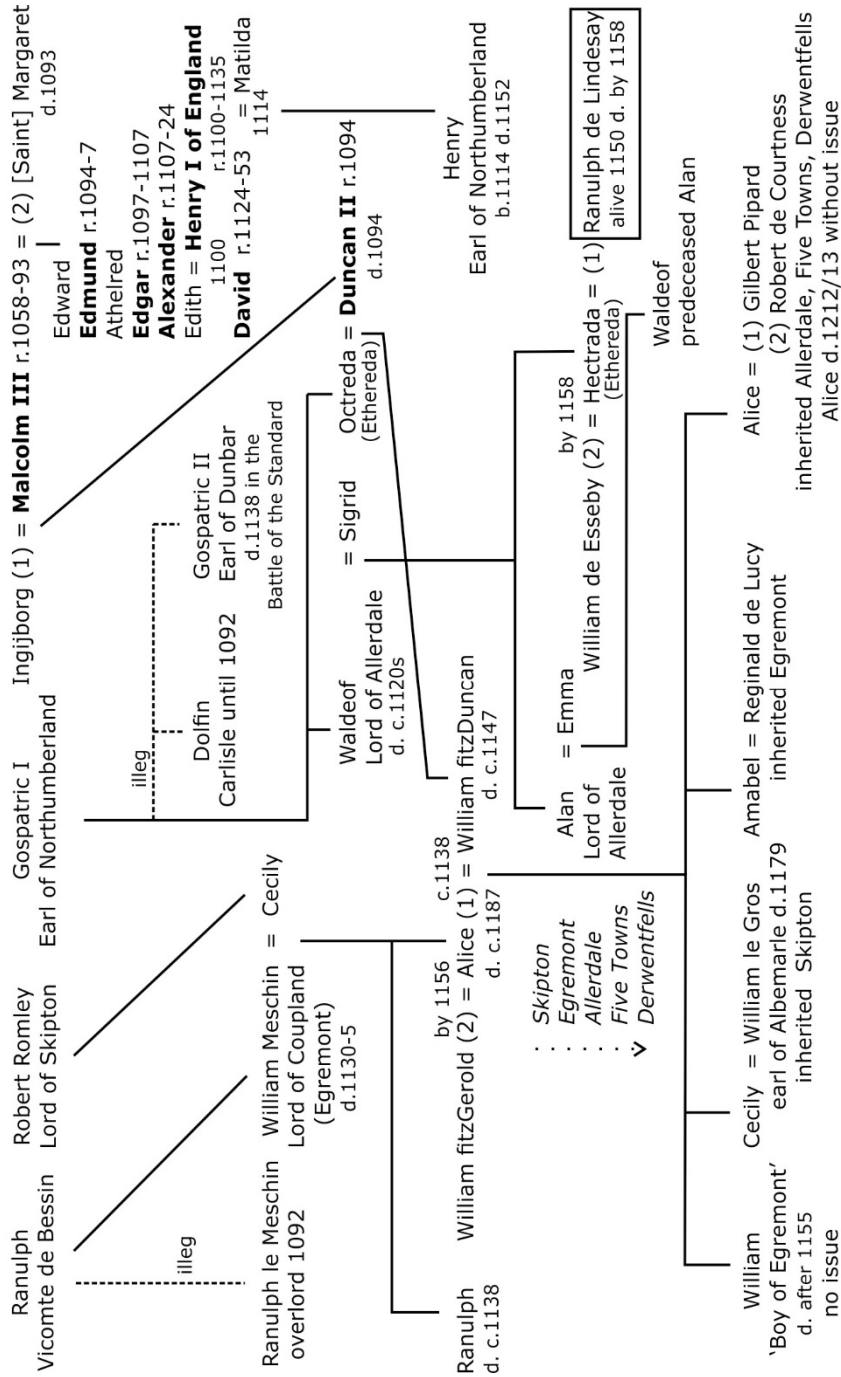 Ranulph
Vicomte de Bessin
Robert Romley
Lord of Skipton
Gospatric I
Earl of Northumberland
Ingijborg (1) = Malcolm III r.1058-93 = (2) [Saint] Margaret
d.1093
Edward
Edmund r.1094-7
Athelred
Edgar r.1097-1107
Alexander r.1107-24
Edith = Henry I of England
1100 r.1100-1135
David r.1124-53 = Matilda
1114
illeg
illeg
Dolfin
Carlisle until 1092
Gospatric II
Earl of Dunbar
d.1138 in the
Battle of the Standard
Ranulph le Meschin
overlord 1092
William Meschin = Cecily
Lord of Coupland
(Egremont)
d.1130-5
Waldeof = Sigrid
Lord of Allerdale
d. c.1120s
Octreda = Duncan II r.1094
(Ethereda) d.1094
Henry
Earl of Northumberland
b.1114 d.1152
Ranulph
d. c.1138
by 1156 c.1138
William fitzGerold (2) = Alice (1) = William fitzDuncan
d. c.1187 d. c.1147
Skipton
Egremont
Allerdale
Five Towns
Derwentfells
Alan = Emma
Lord of
Allerdale
by 1158
William de Esseby (2) = Hectrada = (1) Ranulph de Lindesay
(Ethereda) alive 1150 d. by 1158
Waldeof
predeceased Alan
William
‘Boy of Egremont’
d. after 1155
no issue
Cecily = William le Gros
earl of Albemarle d.1179
inherited Skipton
Amabel = Reginald de Lucy
inherited Egremont
Alice = (1) Gilbert Pipard
(2) Robert de Courtness
inherited Allerdale, Five Towns, Derwentfells
Alice d.1212/13 without issue